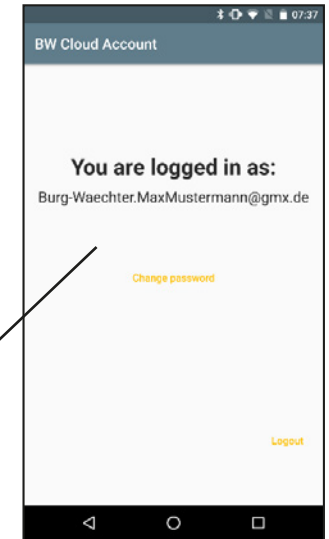 07:37
BW Cloud Account
You are logged in as:
Burg-Waechter.MaxMustermann@gmx.de
Change password
Logout